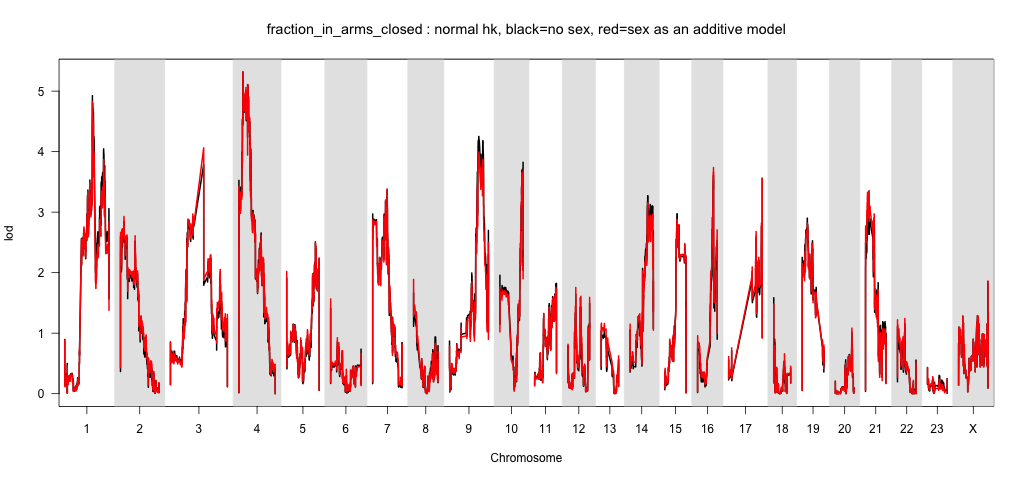 fraction_in_arms_closed : normal hk, black=no sex, red=sex as an additive model
lod
5
4
3
2
1
0
1 2 3 4 5 6 7 8 9 10 11 12 13 14 15 16 17 18 19 20 21 22 23 X
Chromosome